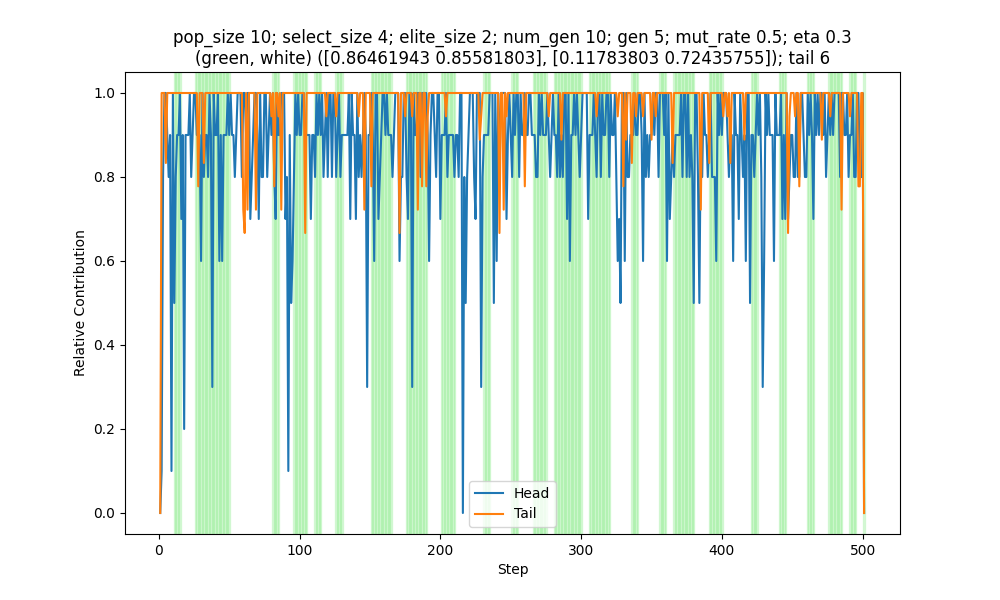 pop_size 10; select_size 4; elite_size 2; num_gen 10; gen 5; mut_rate 0.5; eta 0.3
(green, white) ([0.86461943 0.85581803], [0.11783803 0.72435755]); tail 6
1.0
0.8
0.6
0.4
0.2
0.0
Relative Contribution
Head
Tail
0
100
200
300
400
500
Step